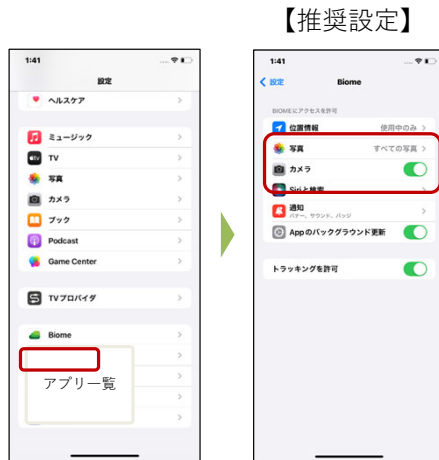 【推奨設定】
1:41
設定
ヘルスケア
ミュージック
tv
TV
写真
カメラ
ブック
Podcast
Game Center
TVプロバイダ
Biome
アプリ一覧
1:41
設定 Biome
BIOMEにアクセスを許可
位置情報 使用中のみ
写真 すべての写真
カメラ
Siriと検索
通知
バナー、サウンド、バッジ
Appのバックグラウンド更新
トラッキングを許可